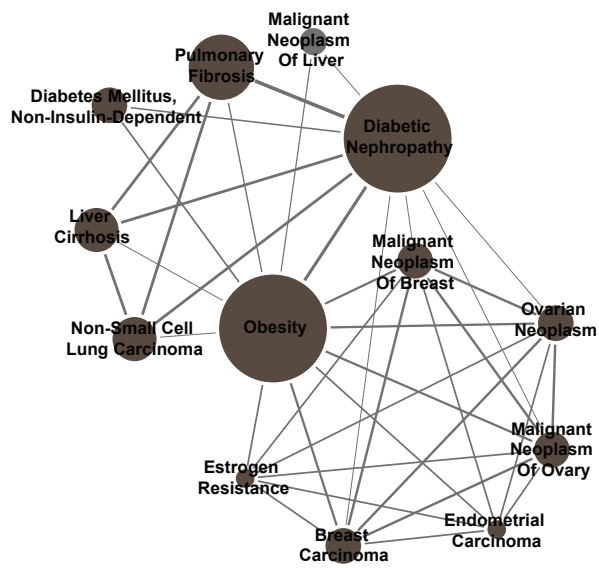 Malignant
Neoplasm
Of Liver
Pulmonary
Fibrosis
Diabetes Mellitus,
Non-Insulin-Dependent
Diabetic
Nephropathy
Liver
Cirrhosis
Malignant
Neoplasm
Of Breast
Non-Small Cell
Lung Carcinoma
Obesity
Ovarian
Neoplasm
Malignant
Neoplasm
Of Ovary
Estrogen
Resistance
Breast
Carcinoma
Endometrial
Carcinoma